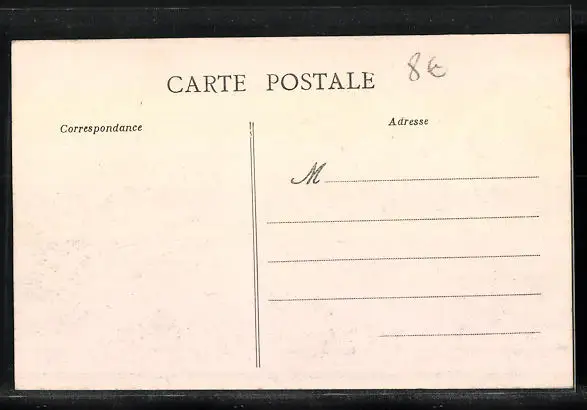 CARTE POSTALE
8€
Correspondance
Adresse
M